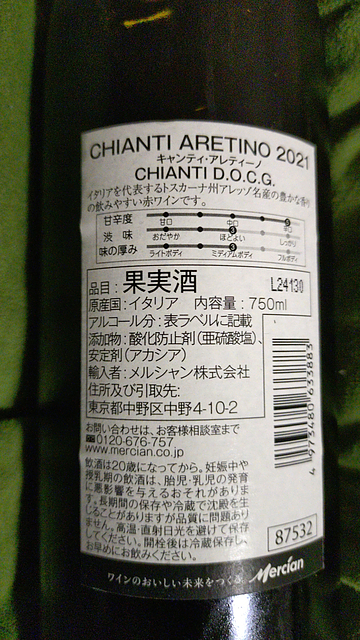 CHIANTI ARETINO 2021
キャンティ・アレティーノ
CHIANTI D.O.C.G.
イタリアを代表するトスカーナ州アレッゾ名産の豊かな香り
の飲みやすい赤ワインです。
甘辛度 甘口 中口 辛口
渋味 おだやか ほどよい しっかり
味の厚み ライトボディ ミディアムボディ フルボディ
品目:果実酒 L24130
原産国:イタリア 内容量:750ml
アルコール分:表ラベルに記載
添加物:酸化防止剤(亜硫酸塩)、
安定剤(アカシア)
輸入者:メルシャン株式会社
住所及び引取先:
東京都中野区中野4-10-2
4 973480 633883
お問い合わせは、お客様相談室まで
0120-676-757
www.mercian.co.jp
飲酒は20歳になってから。妊娠中や
授乳期の飲酒は、胎児・乳児の発育
に悪影響を与えるおそれがありま
す。長期間の保存や冷蔵で沈殿を生
じることがありますが品質に問題あり
ません。高温・直射日光を避けて保存
してください。開栓後は冷蔵保存し、
お早めにお飲みください。
87532
ワインのおいしい未来をつくる。 Mercian